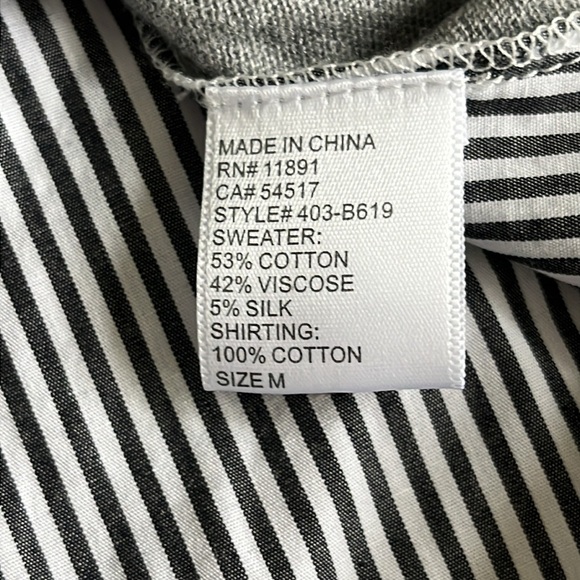 MADE IN CHINA
RN# 11891
CA# 54517
STYLE# 403-B619
SWEATER:
53% COTTON
42% VISCOSE
5% SILK
SHIRTING:
100% COTTON
SIZE M